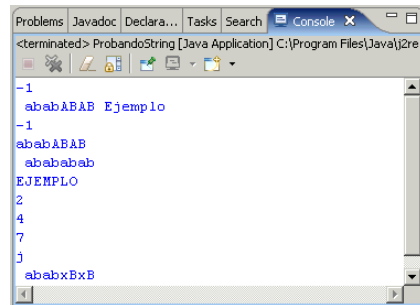 Problems Javadoc Declara... Tasks Search Console
<terminated> ProbandoString [Java Application] C:\Program Files\Java\j2re
-1
 ababABAB Ejemplo
-1
ababABAB
 abababab
EJEMPLO
2
4
7
j
 ababxBxB